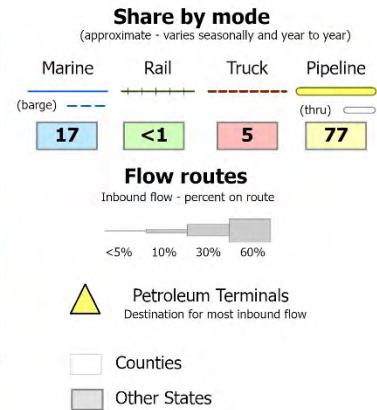 Share by mode
(approximate - varies seasonally and year to year)
Marine Rail Truck Pipeline
(barge) (thru)
17 <1 5 77
Flow routes
Inbound flow - percent on route
<5% 10% 30% 60%
Petroleum Terminals
Destination for most inbound flow
Counties
Other States